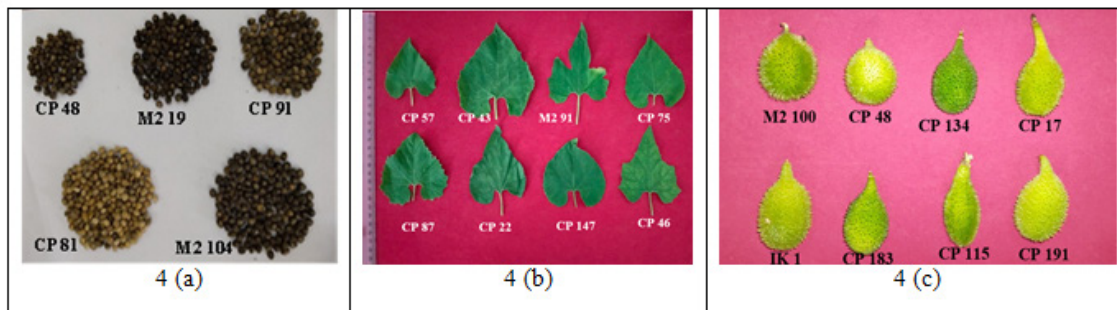 CP 48
M2 19
CP 91
CP 81
M2 104
4 (a)
CP 57
CP 43
M2 91
CP 75
CP 87
CP 22
CP 147
CP 46
4 (b)
M2 100
CP 48
CP 134
CP 17
IK 1
CP 183
CP 115
CP 191
4 (c)